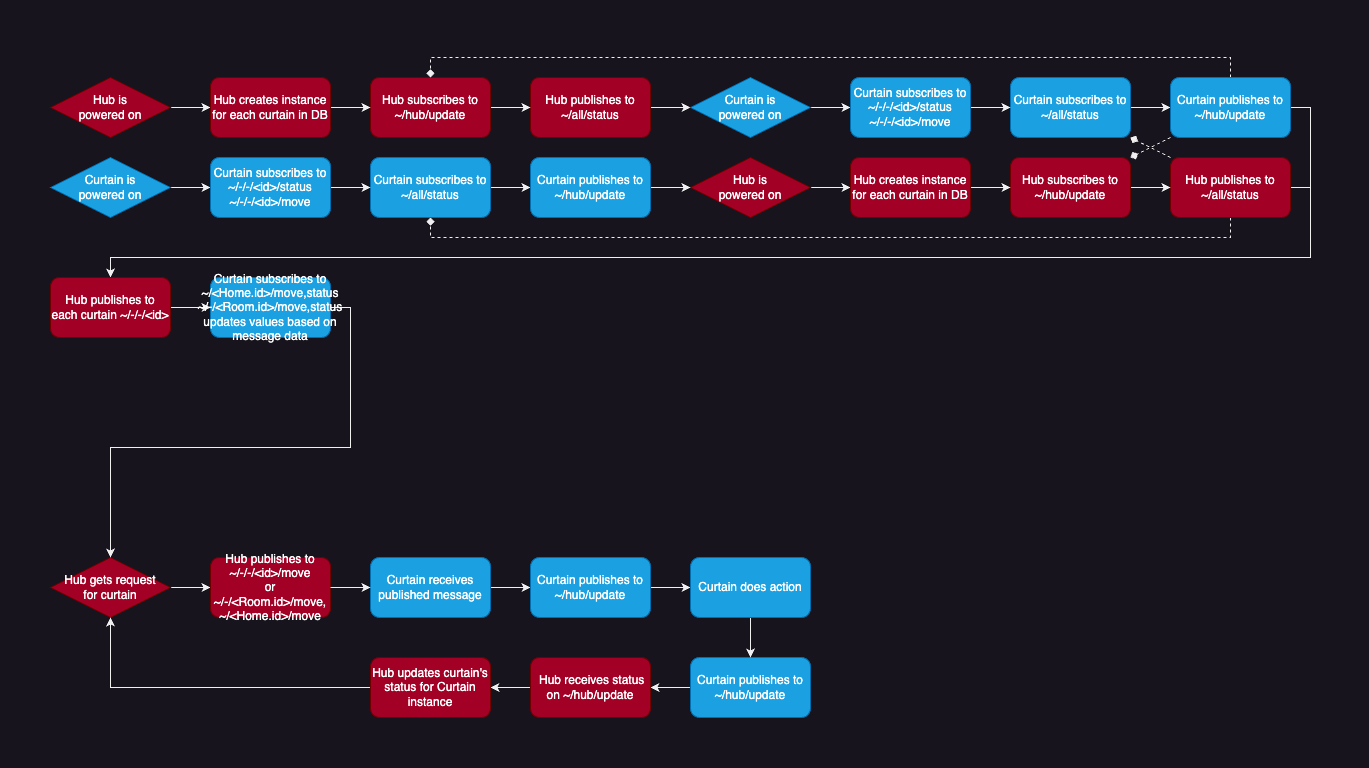 Hub is
powered on
Hub creates instance
for each curtain in DB
Hub subscribes to
~/hub/update
Hub publishes to
~/all/status
Curtain is
powered on
Curtain subscribes to
~/-/-/<id>/status
~/-/-/<id>/move
Curtain subscribes to
~/all/status
Curtain publishes to
~/hub/update
Curtain is
powered on
Curtain subscribes to
~/-/-/<id>/status
~/-/-/<id>/move
Curtain subscribes to
~/all/status
Curtain publishes to
~/hub/update
Hub is
powered on
Hub creates instance
for each curtain in DB
Hub subscribes to
~/hub/update
Hub publishes to
~/all/status
Hub publishes to
each curtain ~/-/-/<id>
Curtain subscribes to
~/<Home.id>/move,status
~/-/<Room.id>/move,status
updates values based on
message data
Hub gets request
for curtain
Hub publishes to
~/-/-/<id>/move
or
~/-/<Room.id>/move,
~/<Home.id>/move
Curtain receives
published message
Curtain publishes to
~/hub/update
Curtain does action
Hub updates curtain's
status for Curtain
instance
Hub receives status
on ~/hub/update
Curtain publishes to
~/hub/update